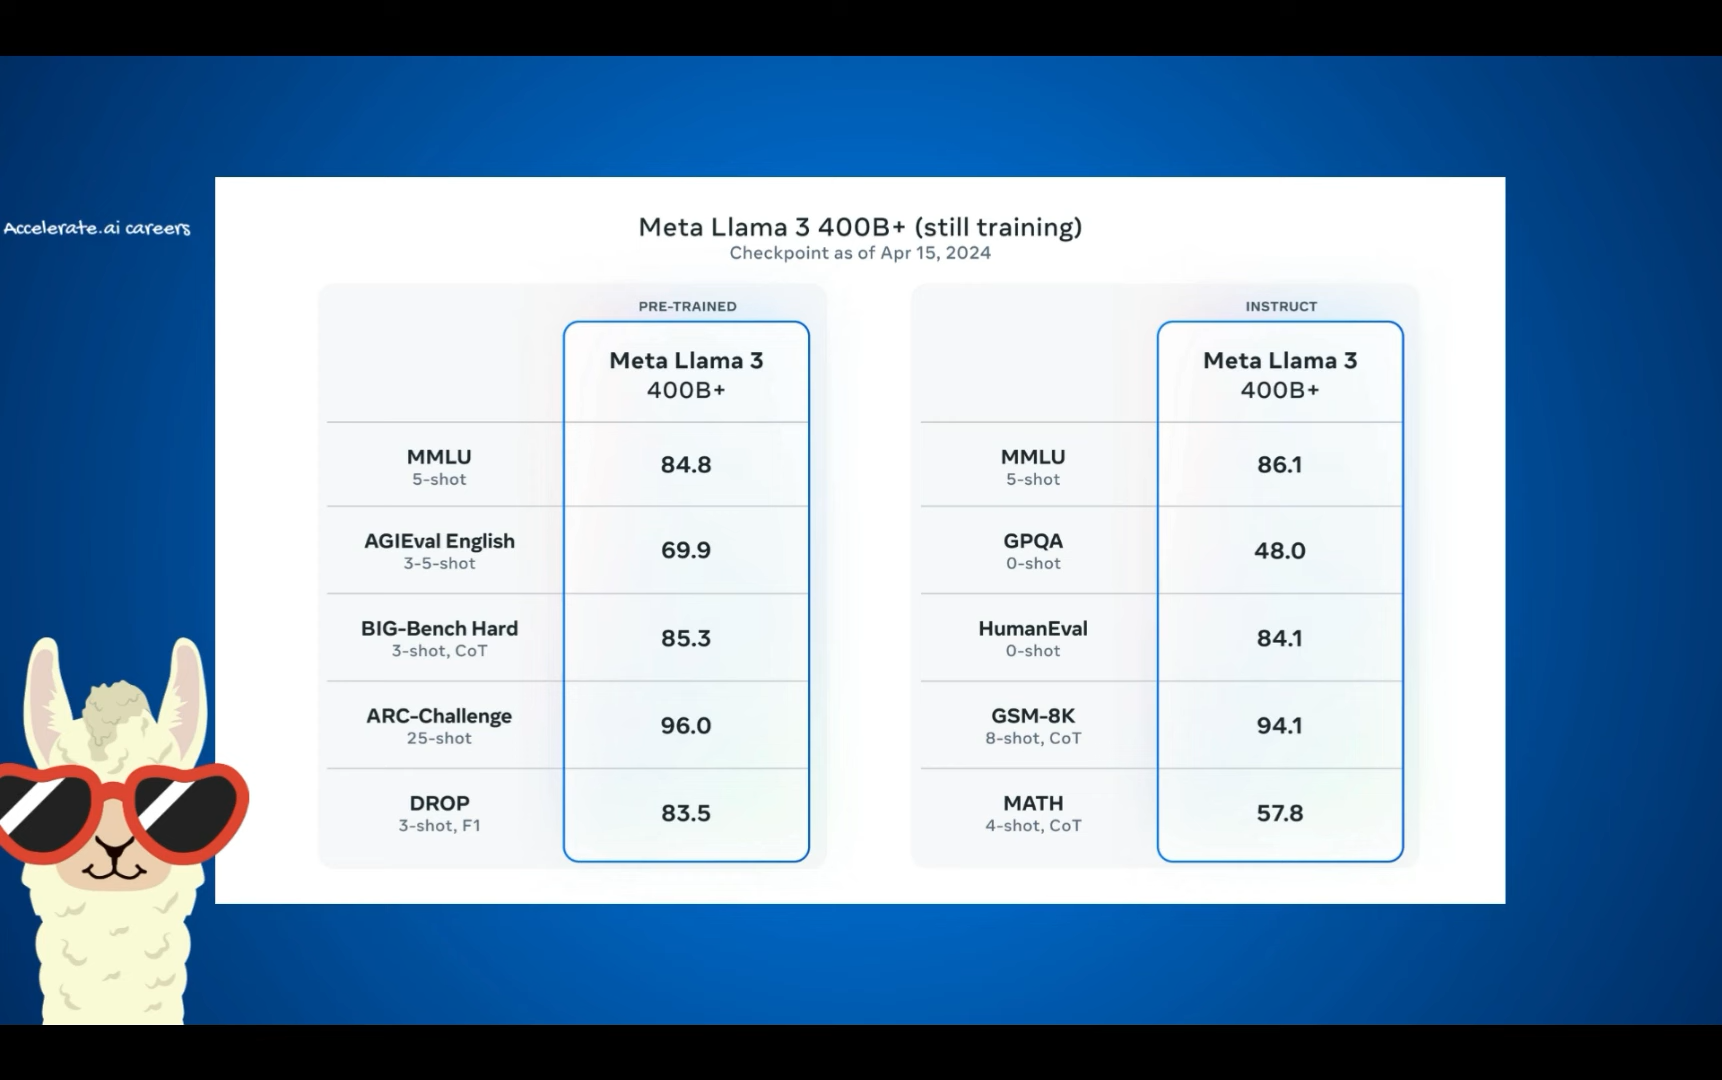 Accelerate.ai careers
Meta Llama 3 400B+ (still training)
Checkpoint as of Apr 15, 2024
PRE-TRAINED
Meta Llama 3
400B+
MMLU
5-shot
84.8
AGIEval English
3-5-shot
69.9
BIG-Bench Hard
3-shot, CoT
85.3
ARC-Challenge
25-shot
96.0
DROP
3-shot, F1
83.5
INSTRUCT
Meta Llama 3
400B+
MMLU
5-shot
86.1
GPQA
0-shot
48.0
HumanEval
0-shot
84.1
GSM-8K
8-shot, CoT
94.1
MATH
4-shot, CoT
57.8